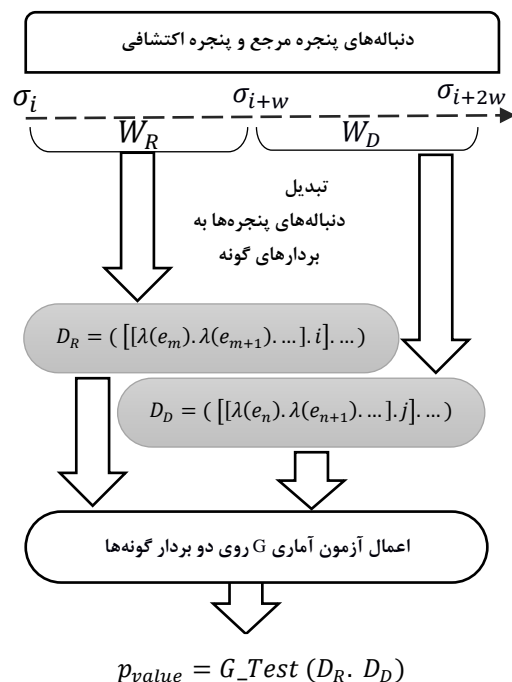 دنباله‌های پنجره مرجع و پنجره اکتشافی
σ_i σ_{i+w} σ_{i+2w}
W_R W_D
تبدیل
دنباله‌های پنجره‌ها به
بردارهای گونه
D_R = ( [[λ(e_m). λ(e_{m+1}). … ]. i]. … )
D_D = ( [[λ(e_n). λ(e_{n+1}). … ]. j]. … )
اعمال آزمون آماری G روی دو بردار گونه‌ها
p_{value} = G_Test (D_R. D_D)